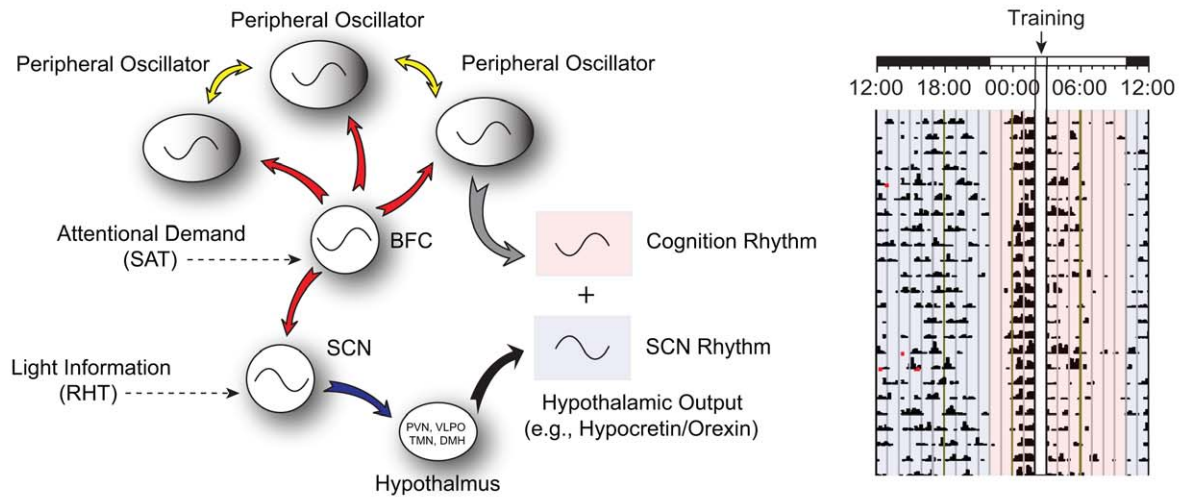 Peripheral Oscillator
Peripheral Oscillator
Peripheral Oscillator
Attentional Demand
(SAT)
BFC
Cognition Rhythm
+
SCN
SCN Rhythm
Light Information
(RHT)
PVN, VLPO
TMN, DMH
Hypothalmus
Hypothalamic Output
(e.g., Hypocretin/Orexin)
Training
12:00 18:00 00:00 06:00 12:00